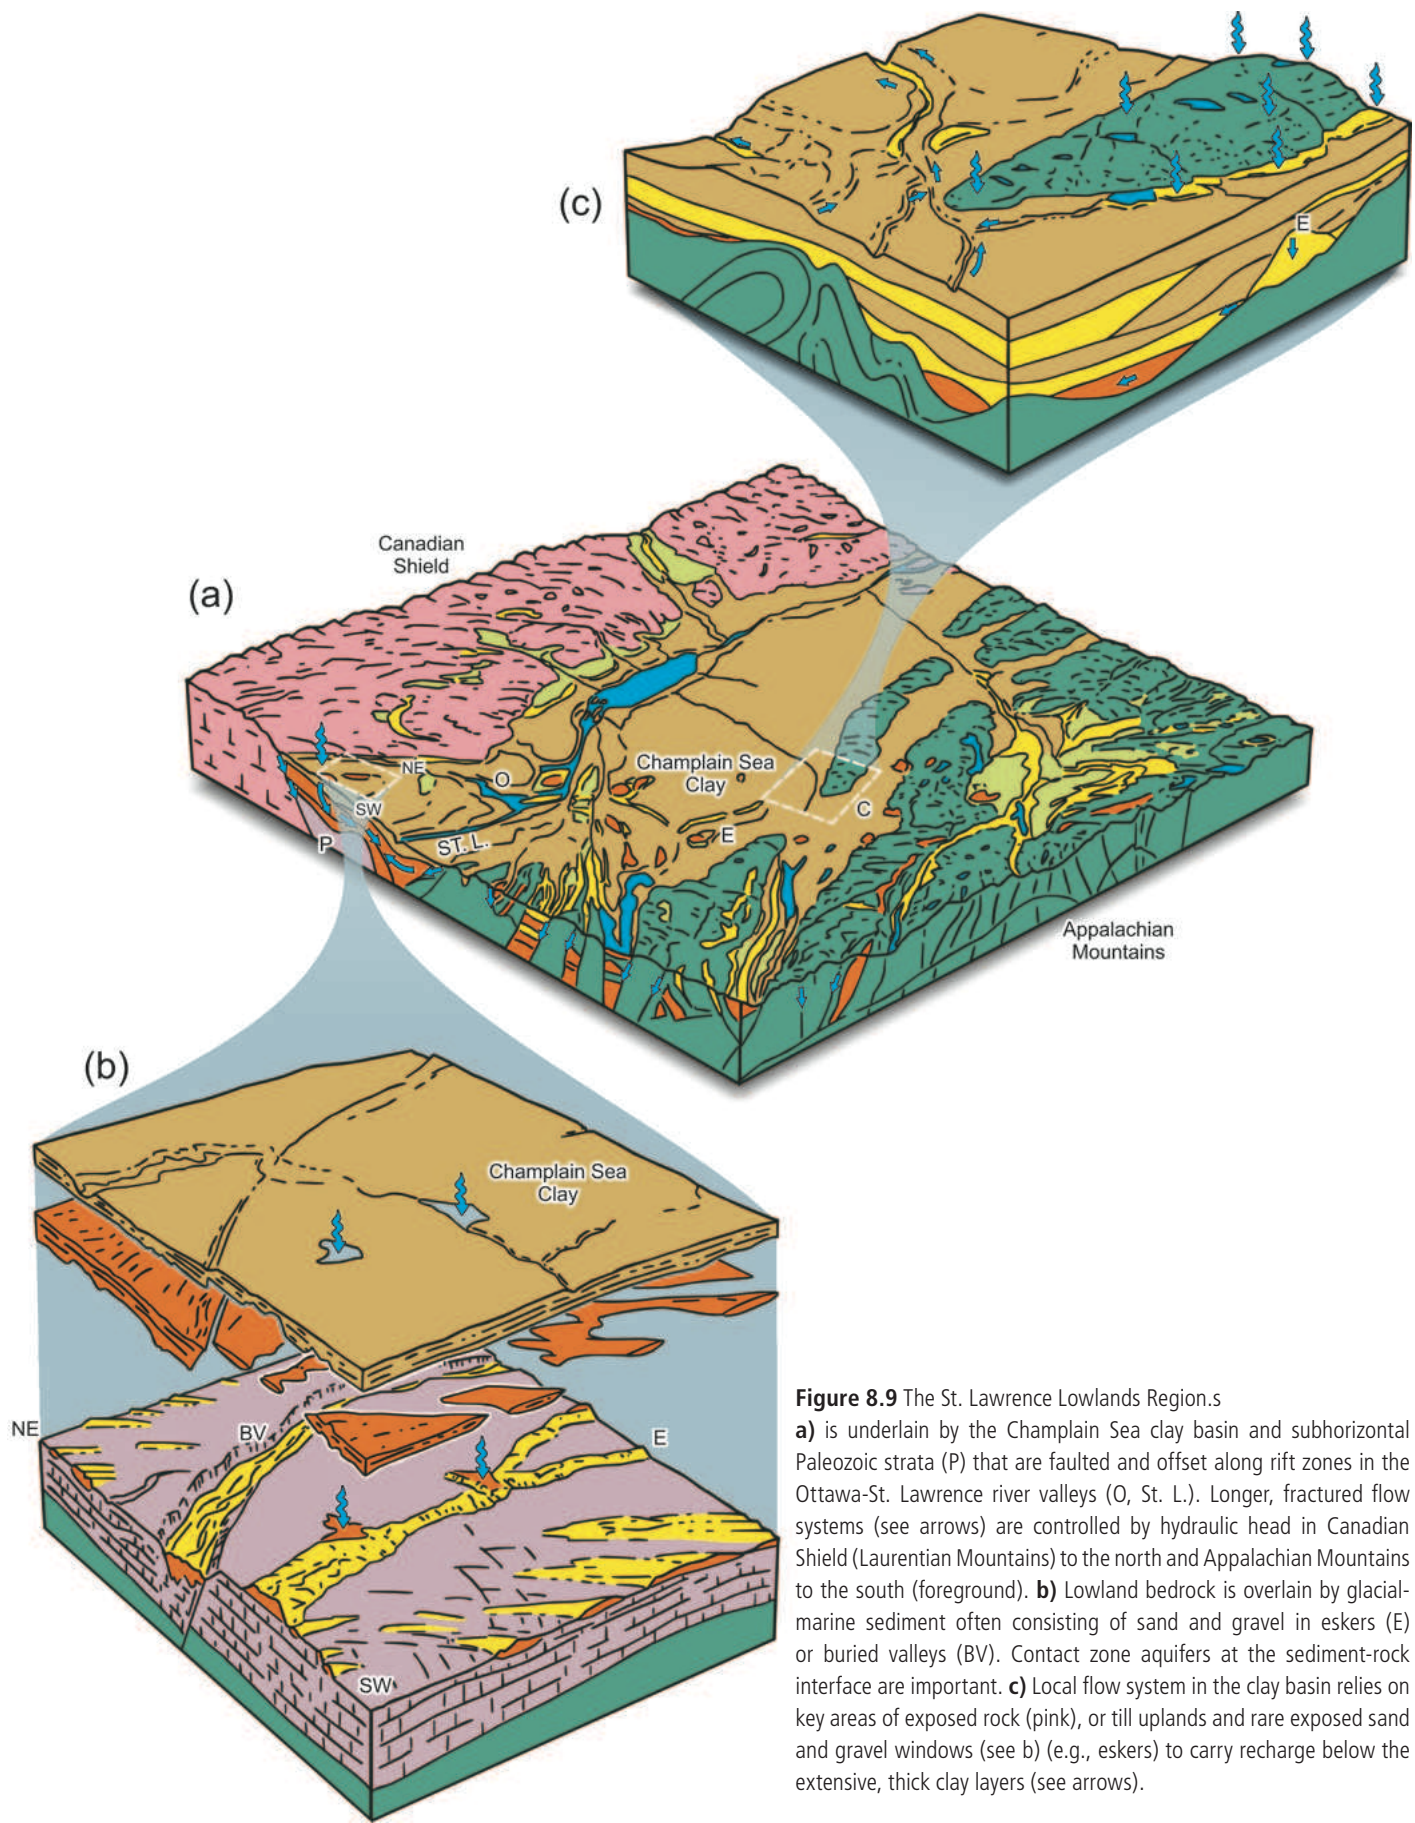 (c)
E
Canadian
Shield
(a)
NE
O
Champlain Sea
Clay
SW
C
P
ST. L.
E
Appalachian
Mountains
(b)
Champlain Sea
Clay
NE
BV
E
SW
Figure 8.9 The St. Lawrence Lowlands Region.s
a) is underlain by the Champlain Sea clay basin and subhorizontal
Paleozoic strata (P) that are faulted and offset along rift zones in the
Ottawa-St. Lawrence river valleys (O, St. L.). Longer, fractured flow
systems (see arrows) are controlled by hydraulic head in Canadian
Shield (Laurentian Mountains) to the north and Appalachian Mountains
to the south (foreground). b) Lowland bedrock is overlain by glacial-
marine sediment often consisting of sand and gravel in eskers (E)
or buried valleys (BV). Contact zone aquifers at the sediment-rock
interface are important. c) Local flow system in the clay basin relies on
key areas of exposed rock (pink), or till uplands and rare exposed sand
and gravel windows (see b) (e.g., eskers) to carry recharge below the
extensive, thick clay layers (see arrows).